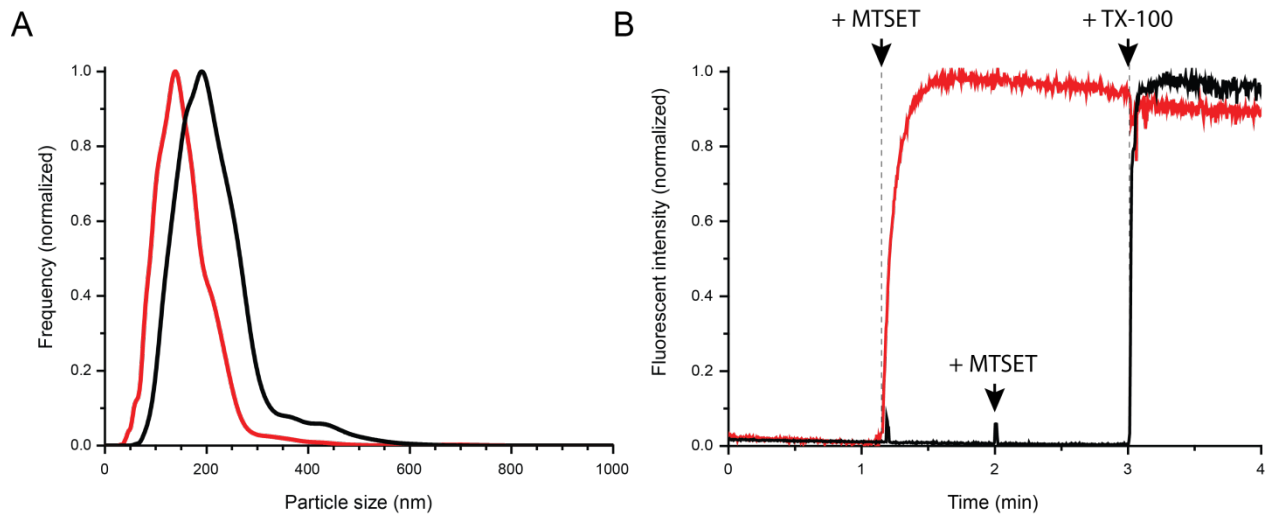 A
Frequency (normalized)
1.0
0.8
0.6
0.4
0.2
0.0
0
200
400
600
800
1000
Particle size (nm)
B
+ MTSET
+ TX-100
Fluorescent intensity (normalized)
1.0
0.8
0.6
0.4
0.2
0.0
+ MTSET
0
1
2
3
4
Time (min)